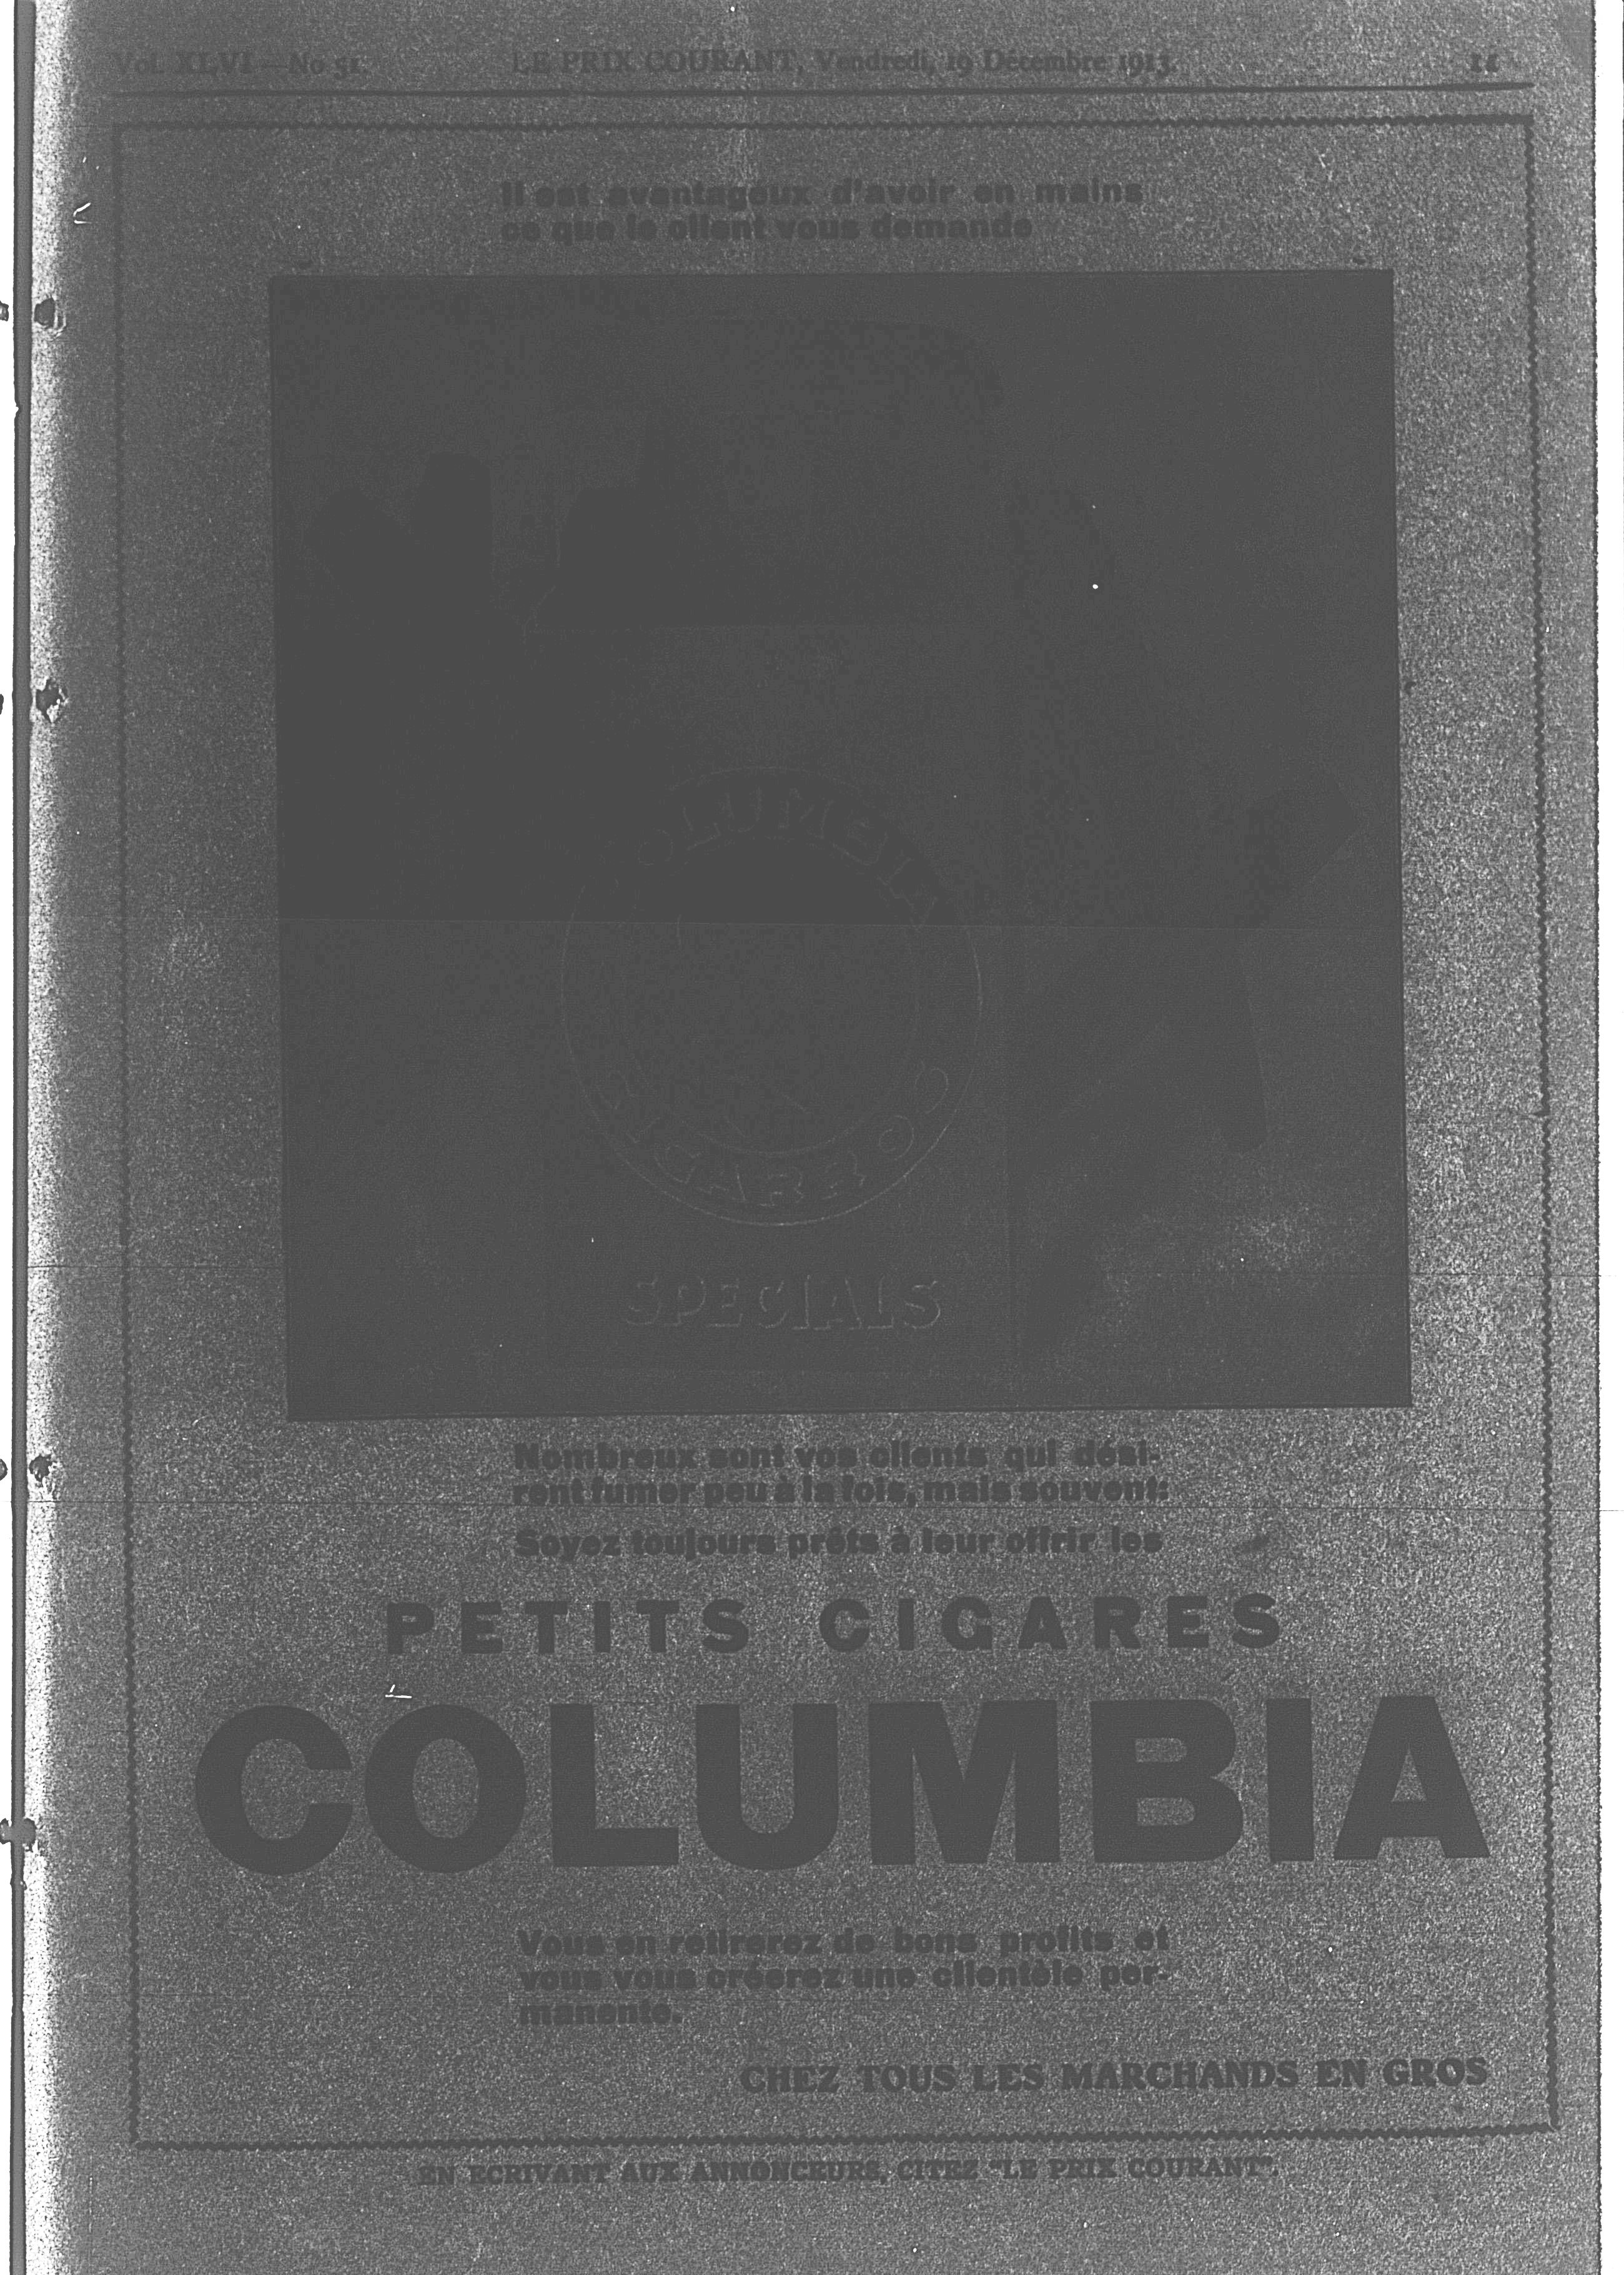 Vol. XLVI—No 51. LE PRIX COURANT, Vendredi, 19 Décembre 1913. 11
Il est avantageux d'avoir en mains
ce que le client vous demande
COLUMBIA
CIGARROS
SPECIALS
Nombreux sont vos clients qui dési-
rent fumer peu à la fois, mais souvent:
Soyez toujours prêts à leur offrir les
PETITS CIGARES
COLUMBIA
Vous en retirerez de bons profits et
vous vous créerez une clientèle per-
manente.
CHEZ TOUS LES MARCHANDS EN GROS
EN ECRIVANT AUX ANNONCEURS, CITEZ "LE PRIX COURANT".